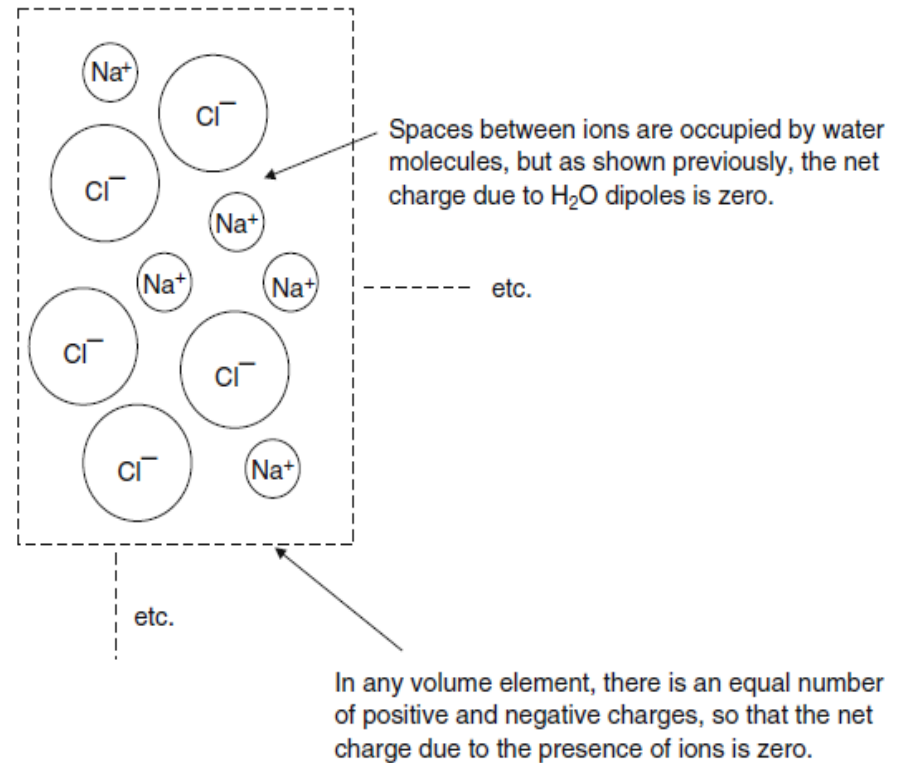 Na⁺
Cl⁻
Cl⁻
Spaces between ions are occupied by water
molecules, but as shown previously, the net
charge due to H₂O dipoles is zero.
Na⁺
Na⁺
Na⁺
etc.
Cl⁻
Cl⁻
Cl⁻
Na⁺
etc.
In any volume element, there is an equal number
of positive and negative charges, so that the net
charge due to the presence of ions is zero.